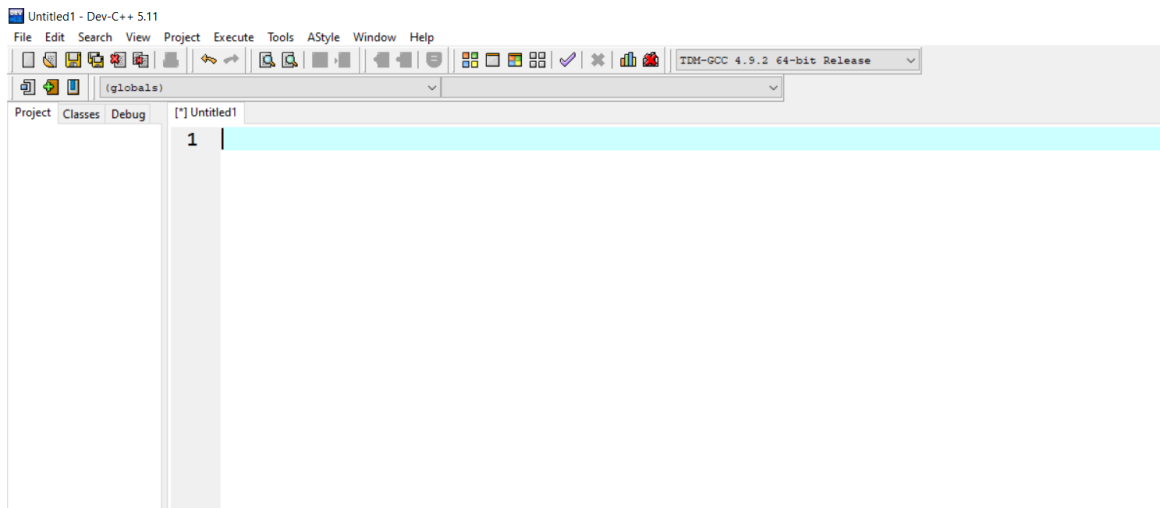 Untitled1 - Dev-C++ 5.11
File Edit Search View Project Execute Tools AStyle Window Help
TDM-GCC 4.9.2 64-bit Release
(globals)
Project Classes Debug [*] Untitled1
1